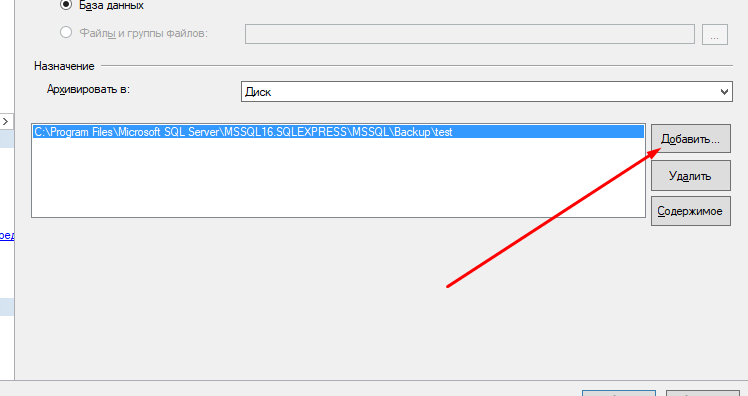 База данных
Файлы и группы файлов:
...
Назначение
Архивировать в:
Диск
C:\Program Files\Microsoft SQL Server\MSSQL16.SQLEXPRESS\MSSQL\Backup\test
Добавить...
Удалить
Содержимое